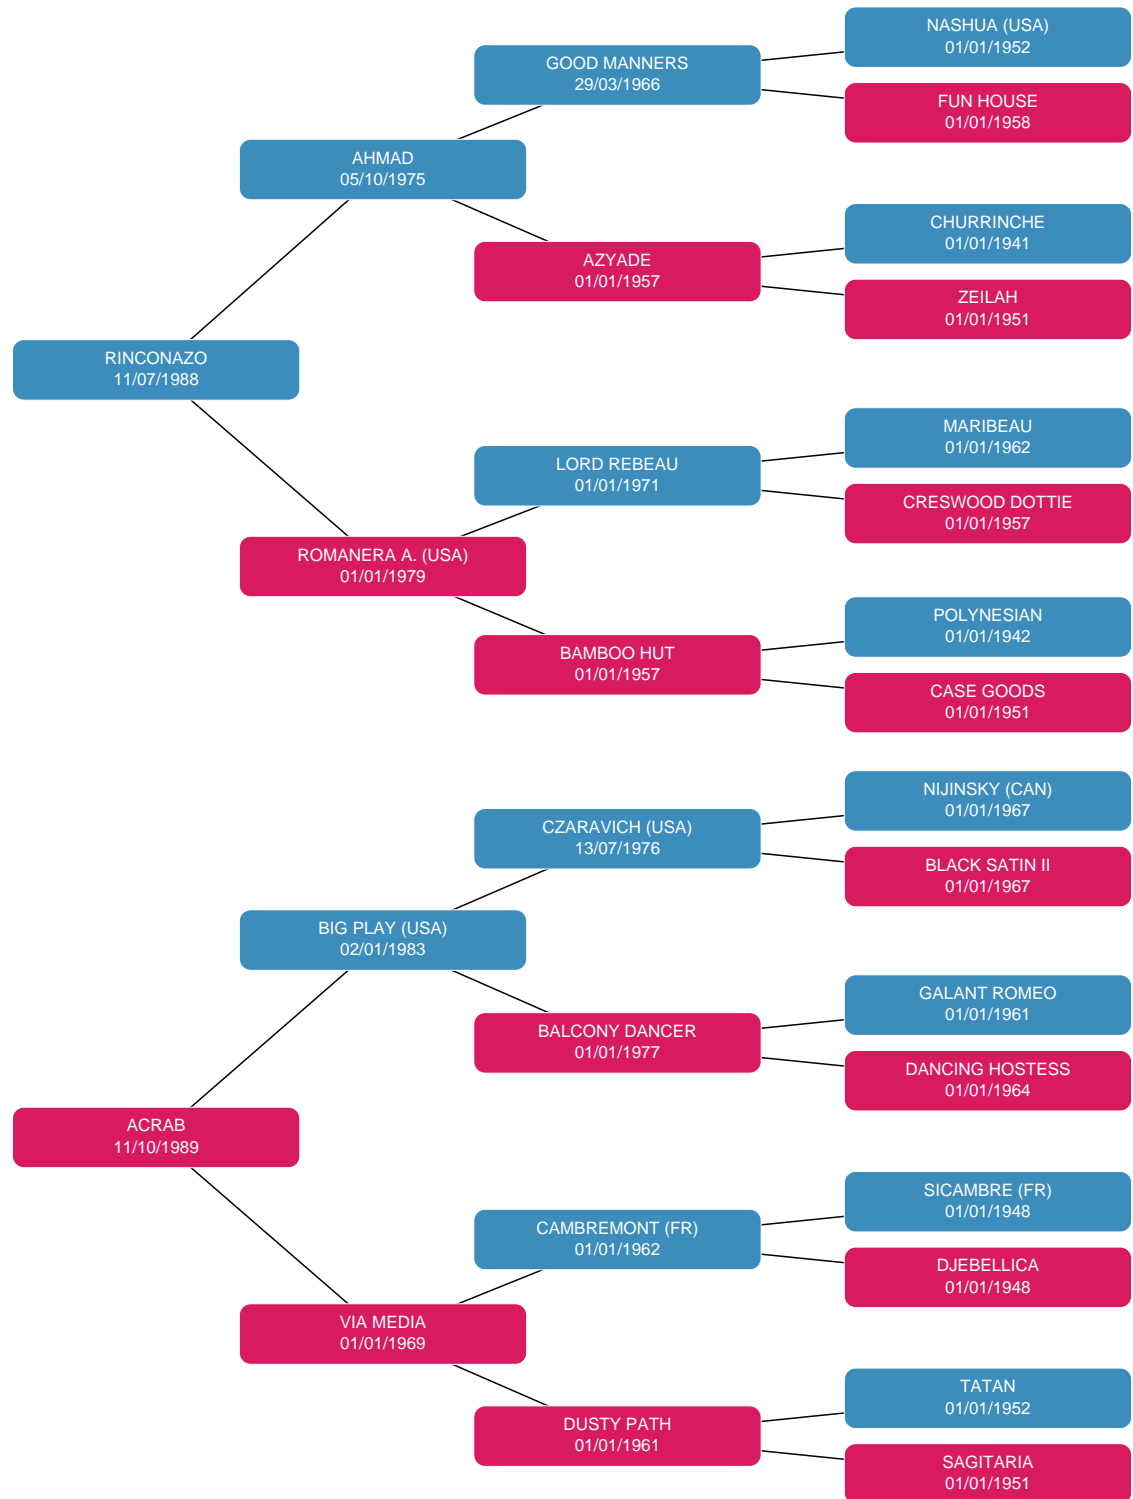 NASHUA (USA)
01/01/1952
GOOD MANNERS
29/03/1966
FUN HOUSE
01/01/1958
AHMAD
05/10/1975
CHURRINCHE
01/01/1941
AZYADE
01/01/1957
ZEILAH
01/01/1951
RINCONAZO
11/07/1988
MARIBEAU
01/01/1962
LORD REBEAU
01/01/1971
CRESWOOD DOTTIE
01/01/1957
ROMANERA A. (USA)
01/01/1979
POLYNESIAN
01/01/1942
BAMBOO HUT
01/01/1957
CASE GOODS
01/01/1951
NIJINSKY (CAN)
01/01/1967
CZARAVICH (USA)
13/07/1976
BLACK SATIN II
01/01/1967
BIG PLAY (USA)
02/01/1983
GALANT ROMEO
01/01/1961
BALCONY DANCER
01/01/1977
DANCING HOSTESS
01/01/1964
ACRAB
11/10/1989
SICAMBRE (FR)
01/01/1948
CAMBREMONT (FR)
01/01/1962
DJEBELLICA
01/01/1948
VIA MEDIA
01/01/1969
TATAN
01/01/1952
DUSTY PATH
01/01/1961
SAGITARIA
01/01/1951